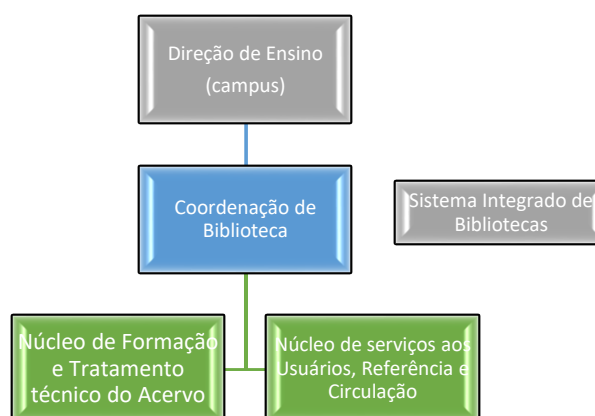 Direção de Ensino
(campus)
Coordenação de
Biblioteca
Sistema Integrado de
Bibliotecas
Núcleo de Formação
e Tratamento
técnico do Acervo
Núcleo de serviços aos
Usuários, Referência e
Circulação